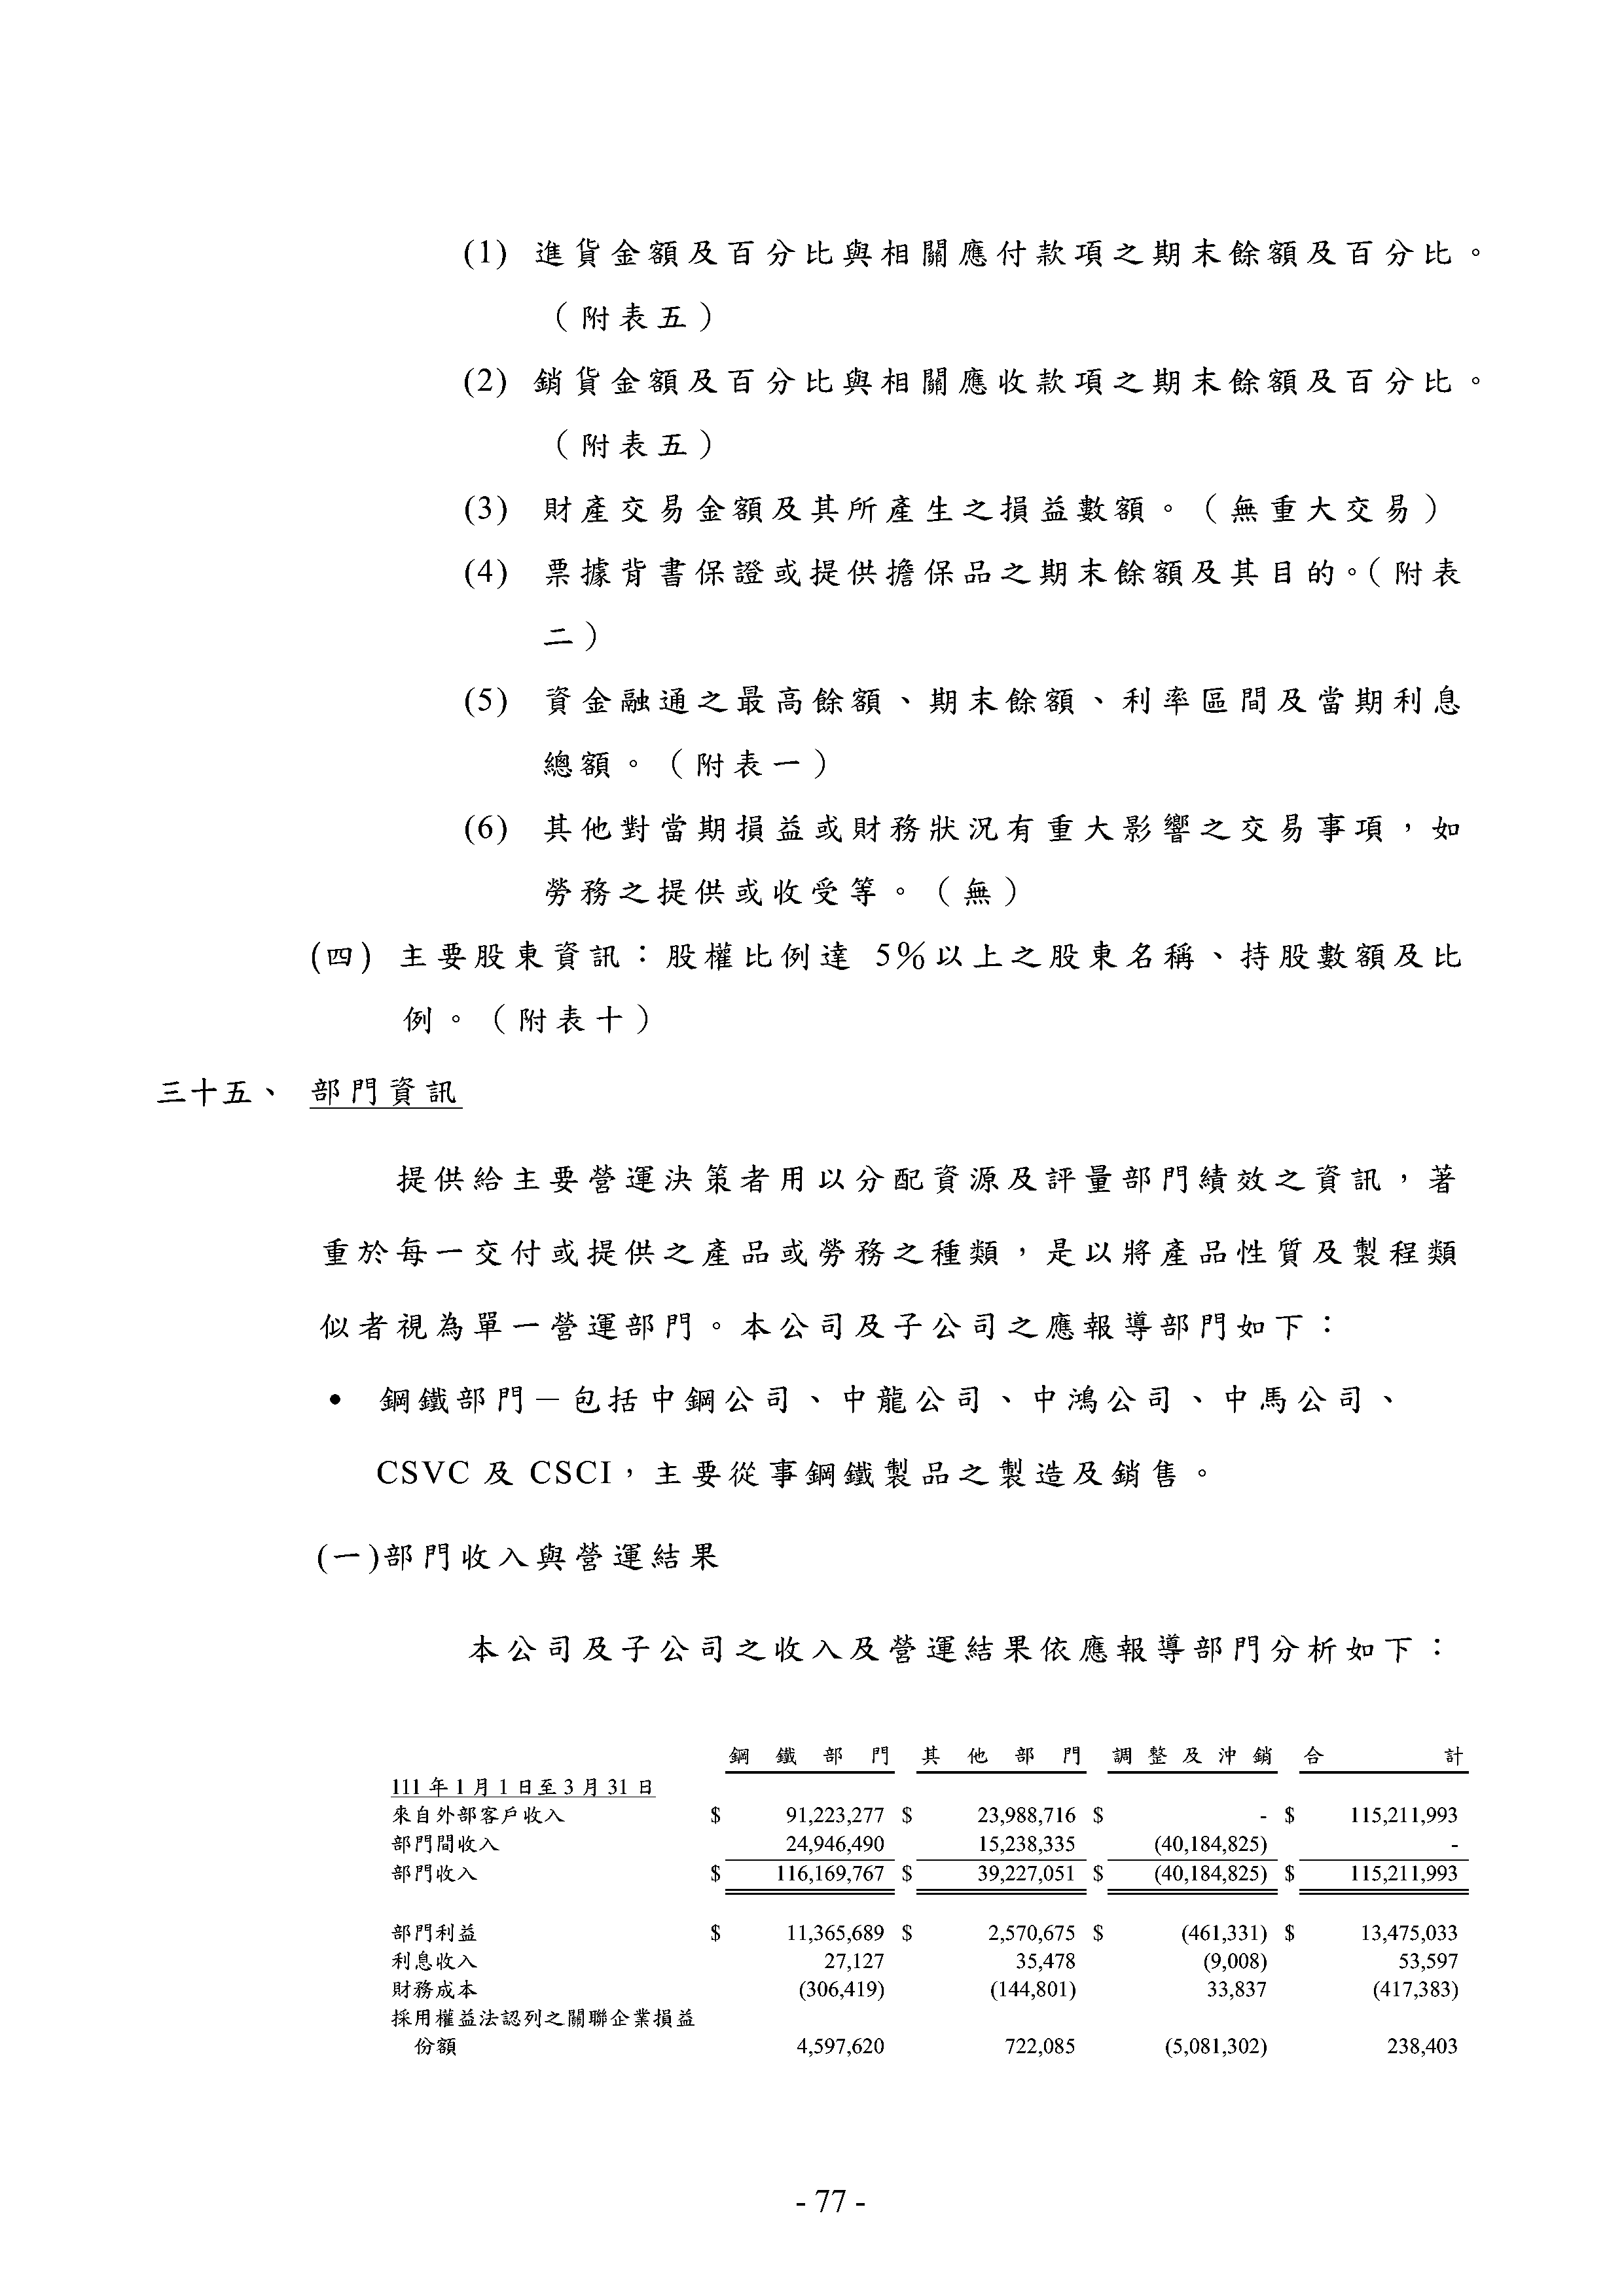 (1) 進貨金額及百分比與相關應付款項之期末餘額及百分比。
（附表五）
(2) 銷貨金額及百分比與相關應收款項之期末餘額及百分比。
（附表五）
(3) 財產交易金額及其所產生之損益數額。（無重大交易）
(4) 票據背書保證或提供擔保品之期末餘額及其目的。（附表
二）
(5) 資金融通之最高餘額、期末餘額、利率區間及當期利息
總額。（附表一）
(6) 其他對當期損益或財務狀況有重大影響之交易事項，如
勞務之提供或收受等。（無）
(四) 主要股東資訊：股權比例達 5%以上之股東名稱、持股數額及比
例。（附表十）
三十五、 部門資訊
提供給主要營運決策者用以分配資源及評量部門績效之資訊，著
重於每一交付或提供之產品或勞務之種類，是以將產品性質及製程類
似者視為單一營運部門。本公司及子公司之應報導部門如下：
• 鋼鐵部門－包括中鋼公司、中龍公司、中鴻公司、中馬公司、
CSVC 及 CSCI，主要從事鋼鐵製品之製造及銷售。
(一)部門收入與營運結果
本公司及子公司之收入及營運結果依應報導部門分析如下：
鋼鐵部門 其他部門 調整及沖銷 合計
111 年 1 月 1 日至 3 月 31 日
來自外部客戶收入 $ 91,223,277 $ 23,988,716 $ - $ 115,211,993
部門間收入 24,946,490 15,238,335 (40,184,825) -
部門收入 $ 116,169,767 $ 39,227,051 $ (40,184,825) $ 115,211,993
部門利益 $ 11,365,689 $ 2,570,675 $ (461,331) $ 13,475,033
利息收入 27,127 35,478 (9,008) 53,597
財務成本 (306,419) (144,801) 33,837 (417,383)
採用權益法認列之關聯企業損益
份額 4,597,620 722,085 (5,081,302) 238,403
- 77 -